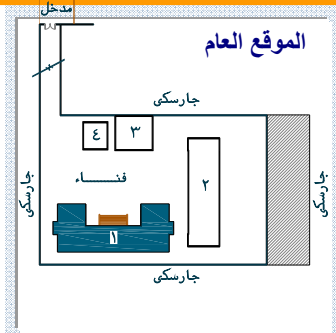 مدخل
الموقع العام
جارسكى
٤
٣
جارسكى
٢
جارسكى
فنـــــاء
١
جارسكى